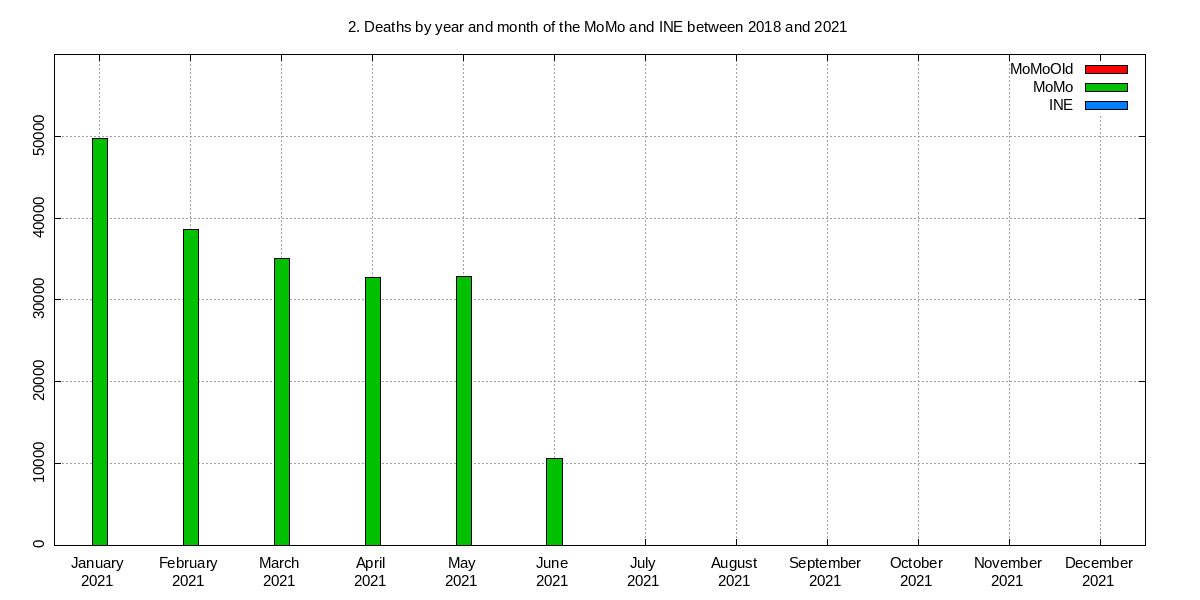 2. Deaths by year and month of the MoMo and INE between 2018 and 2021
MoMoOld
MoMo
INE
50000
40000
30000
20000
10000
0
January February March April May June July August September October November December
2021 2021 2021 2021 2021 2021 2021 2021 2021 2021 2021 2021